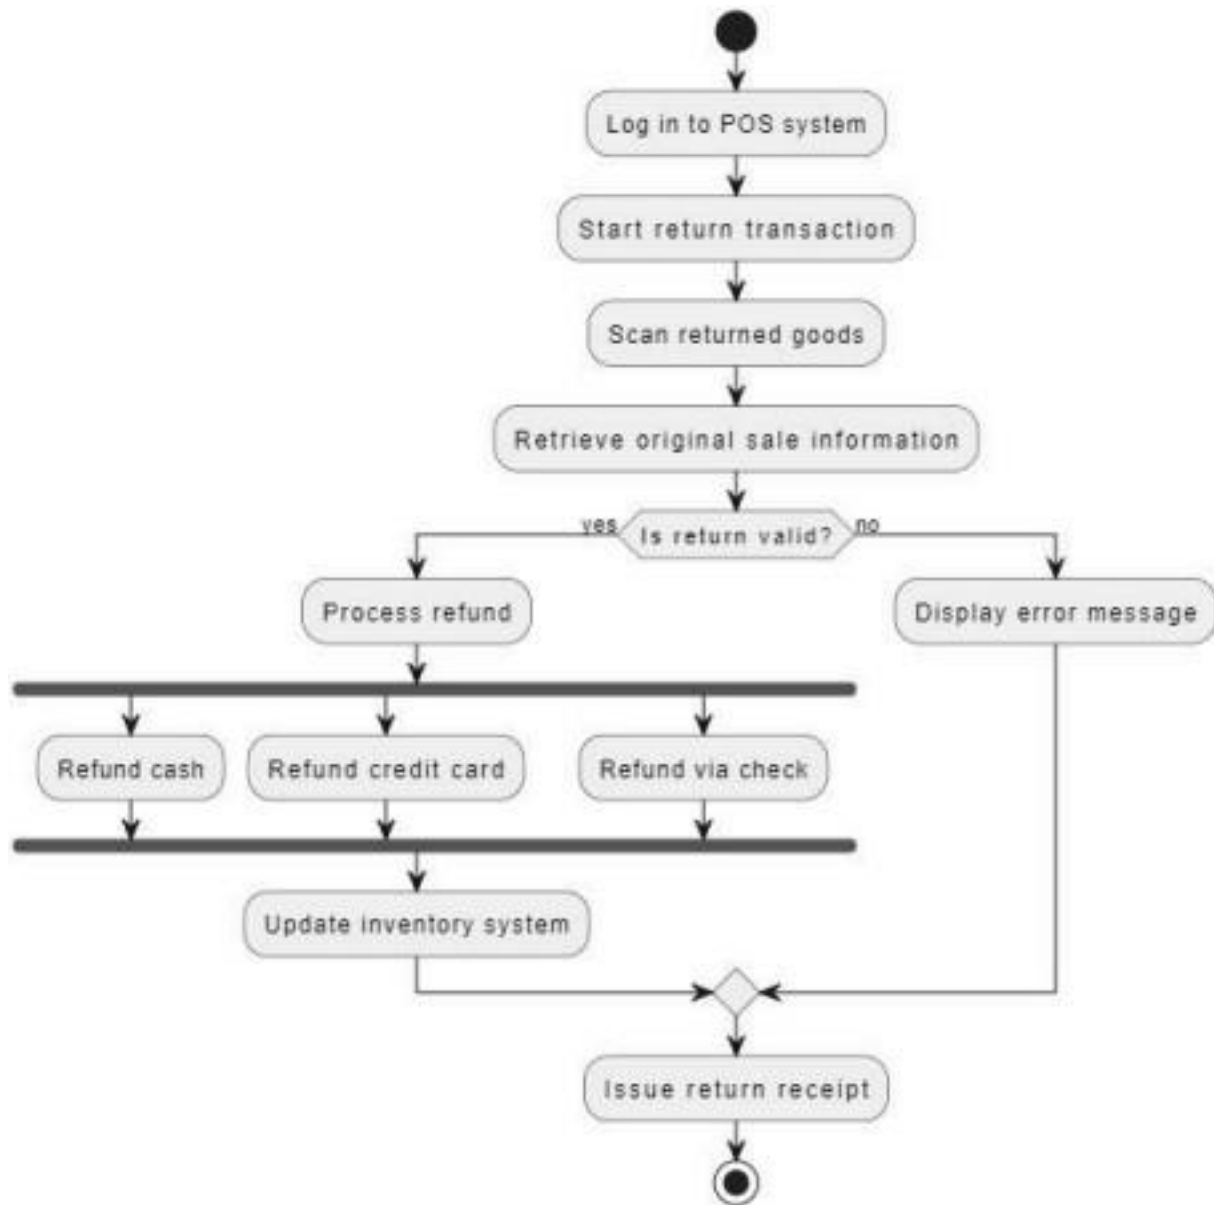 Log in to POS system
Start return transaction
Scan returned goods
Retrieve original sale information
yes
Is return valid?
no
Process refund
Display error message
Refund cash
Refund credit card
Refund via check
Update inventory system
Issue return receipt